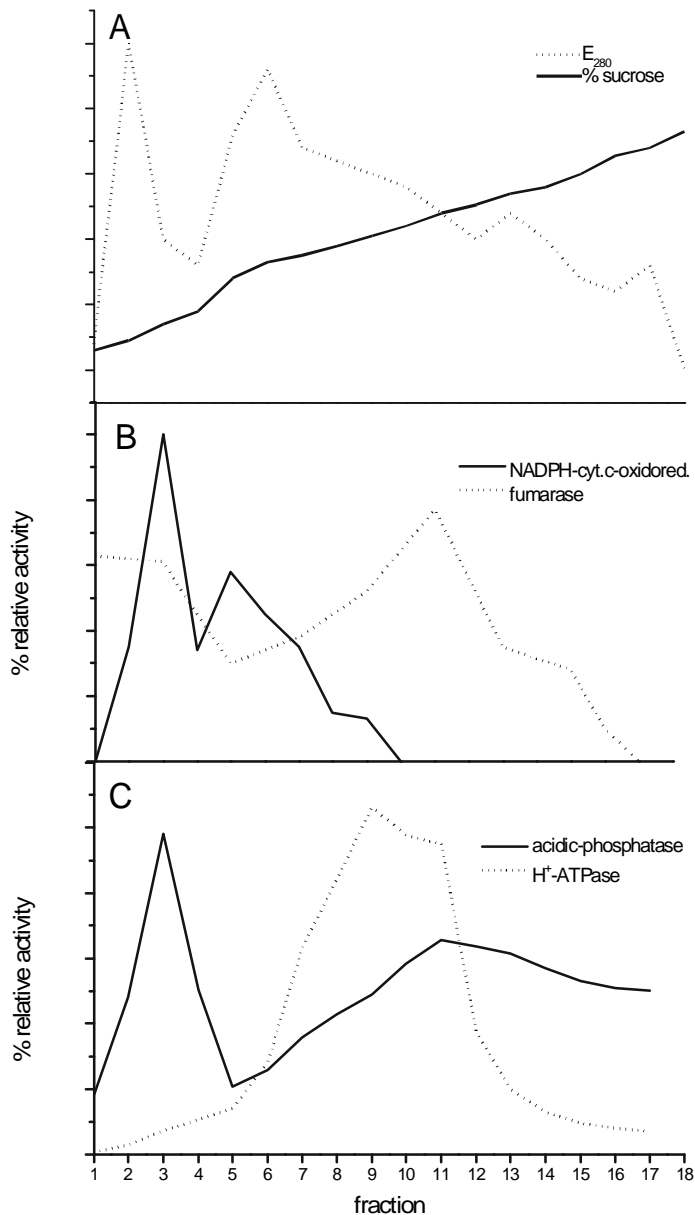 A
E280
% sucrose
B
NADPH-cyt.c-oxidored.
fumarase
% relative activity
C
acidic-phosphatase
H+-ATPase
% relative activity
1 2 3 4 5 6 7 8 9 10 11 12 13 14 15 16 17 18
fraction